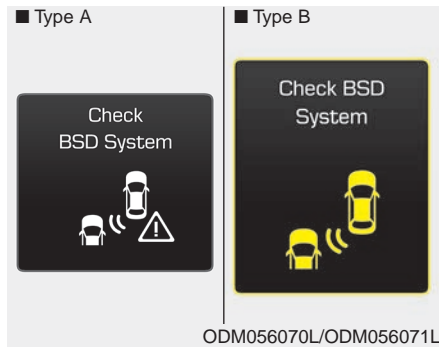 ■ Type A
■ Type B
Check
BSD System
Check BSD
System
ODM056070L/ODM056071L